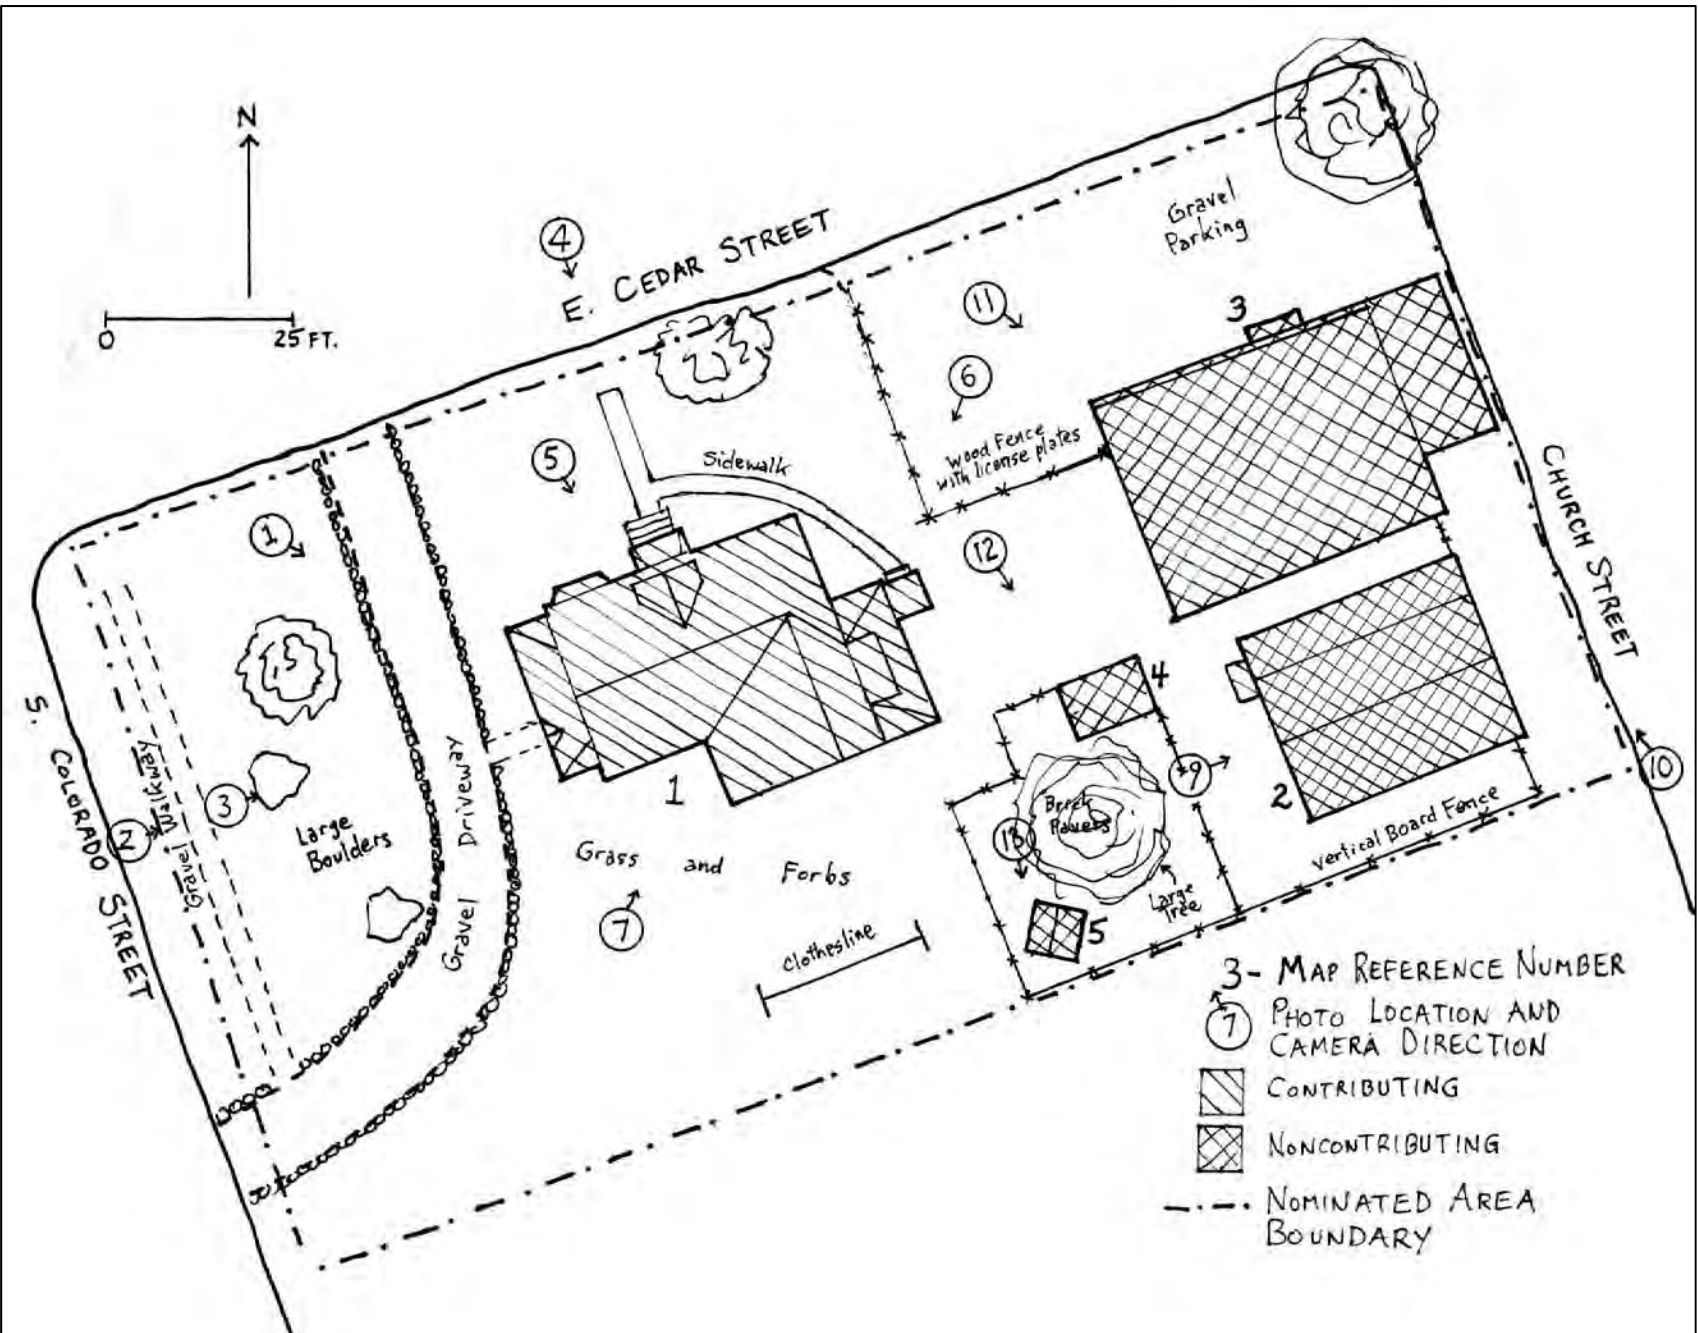 N
0 25 FT.
4
E. CEDAR STREET
Gravel
Parking
11
3
6
Wood Fence
with license plates
5
Sidewalk
1
12
CHURCH STREET
4
S. COLORADO STREET
Gravel Walkway
3
2
Large
Boulders
Gravel Driveway
1
9
10
2
Brick
Pavers
13
Grass and Forbs
7
Vertical Board Fence
Large
Tree
Clothesline
5
3- MAP REFERENCE NUMBER
7 PHOTO LOCATION AND
CAMERA DIRECTION
CONTRIBUTING
NONCONTRIBUTING
NOMINATED AREA
BOUNDARY